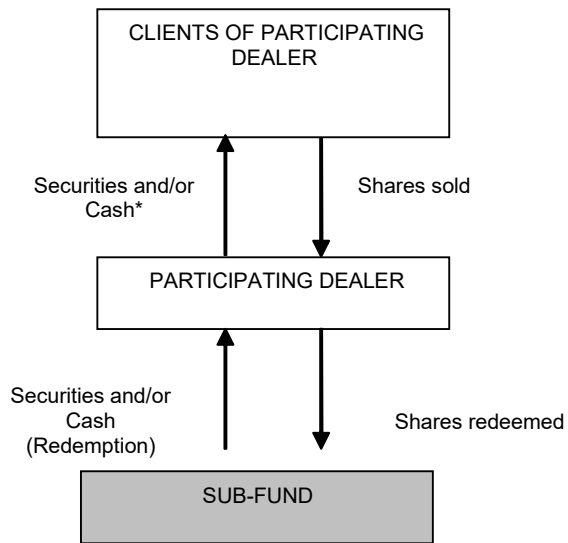 CLIENTS OF PARTICIPATING
DEALER
Securities and/or
Cash*
Shares sold
PARTICIPATING DEALER
Securities and/or
Cash
(Redemption)
Shares redeemed
SUB-FUND